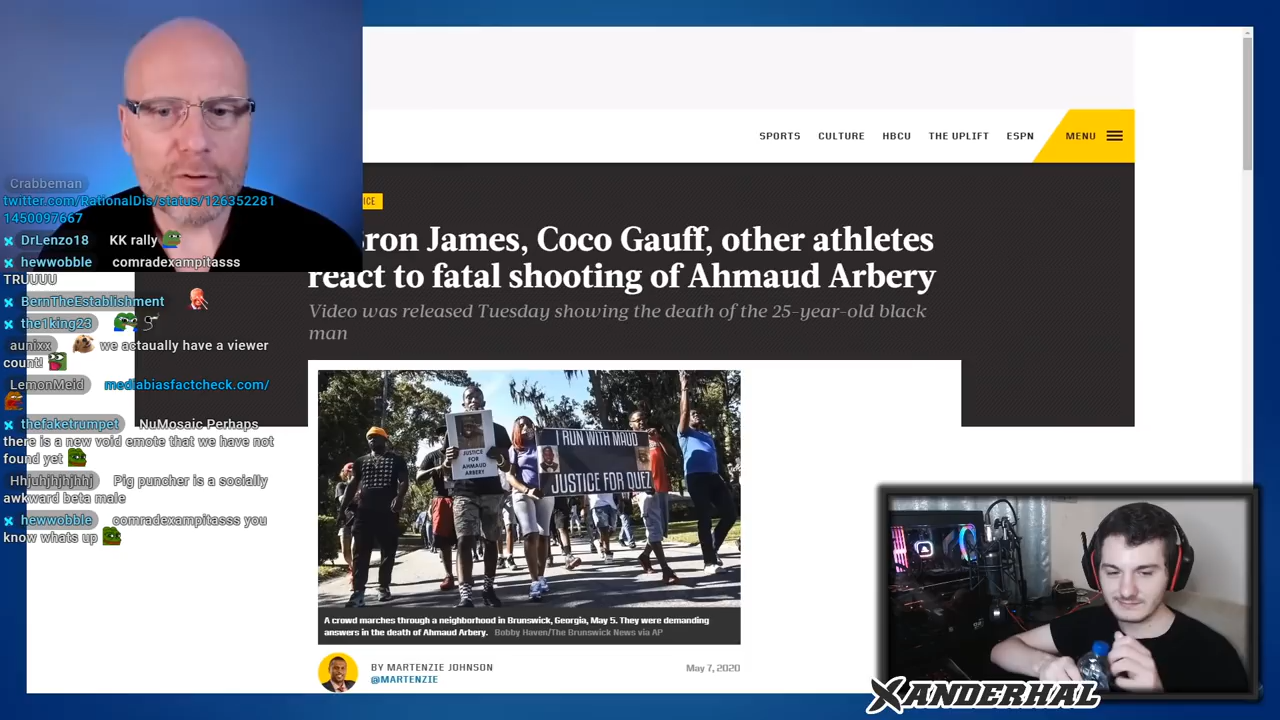 SPORTS CULTURE HBCU THE UPLIFT ESPN MENU
ICE
ron James, Coco Gauff, other athletes
react to fatal shooting of Ahmaud Arbery
Video was released Tuesday showing the death of the 25-year-old black
man
JUSTICE
FOR
AHMAUD
ARBERY
I RUN WITH MAUD
JUSTICE FOR QUEZ
A crowd marches through a neighborhood in Brunswick, Georgia, May 5. They were demanding
answers in the death of Ahmaud Arbery. Bobby Haven/The Brunswick News via AP
BY MARTENZIE JOHNSON
@MARTENZIE
May 7, 2020
Crabbeman
twitter.com/RationalDis/status/126352281
1450097667
DrLenzo18 KK rally
hewwobble comradexampitasss
TRUUUU
BernTheEstablishment
the1king23
aunixx we actaually have a viewer
count!
LemonMeid mediabiasfactcheck.com/
thefaketrumpet NuMosaic Perhaps
there is a new void emote that we have not
found yet
Hhjuhjhjhjhhj Pig puncher is a socially
awkward beta male
hewwobble comradexampitasss you
know whats up
XANDERHAL